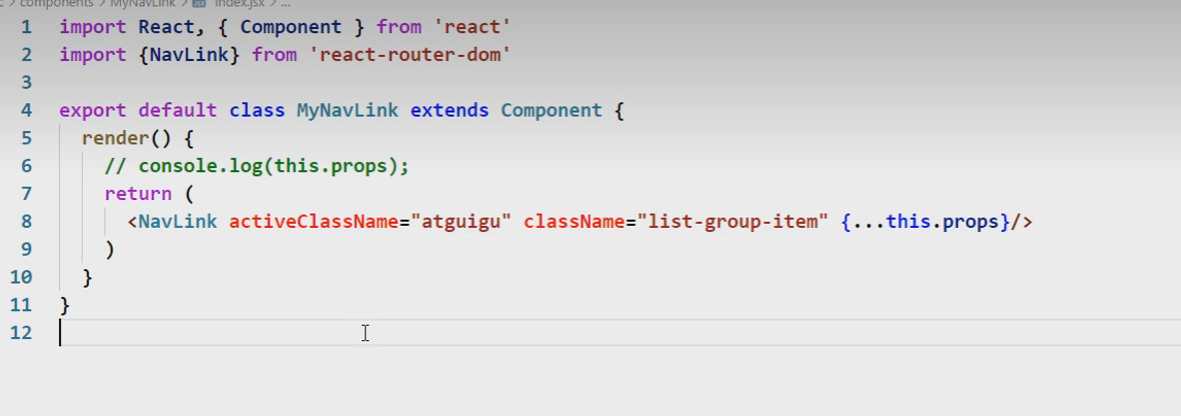 c > components > MyNavLink > index.jsx > ...
1 import React, { Component } from 'react'
2 import {NavLink} from 'react-router-dom'
3
4 export default class MyNavLink extends Component {
5 render() {
6 // console.log(this.props);
7 return (
8 <NavLink activeClassName="atguigu" className="list-group-item" {...this.props}/>
9 )
10 }
11 }
12